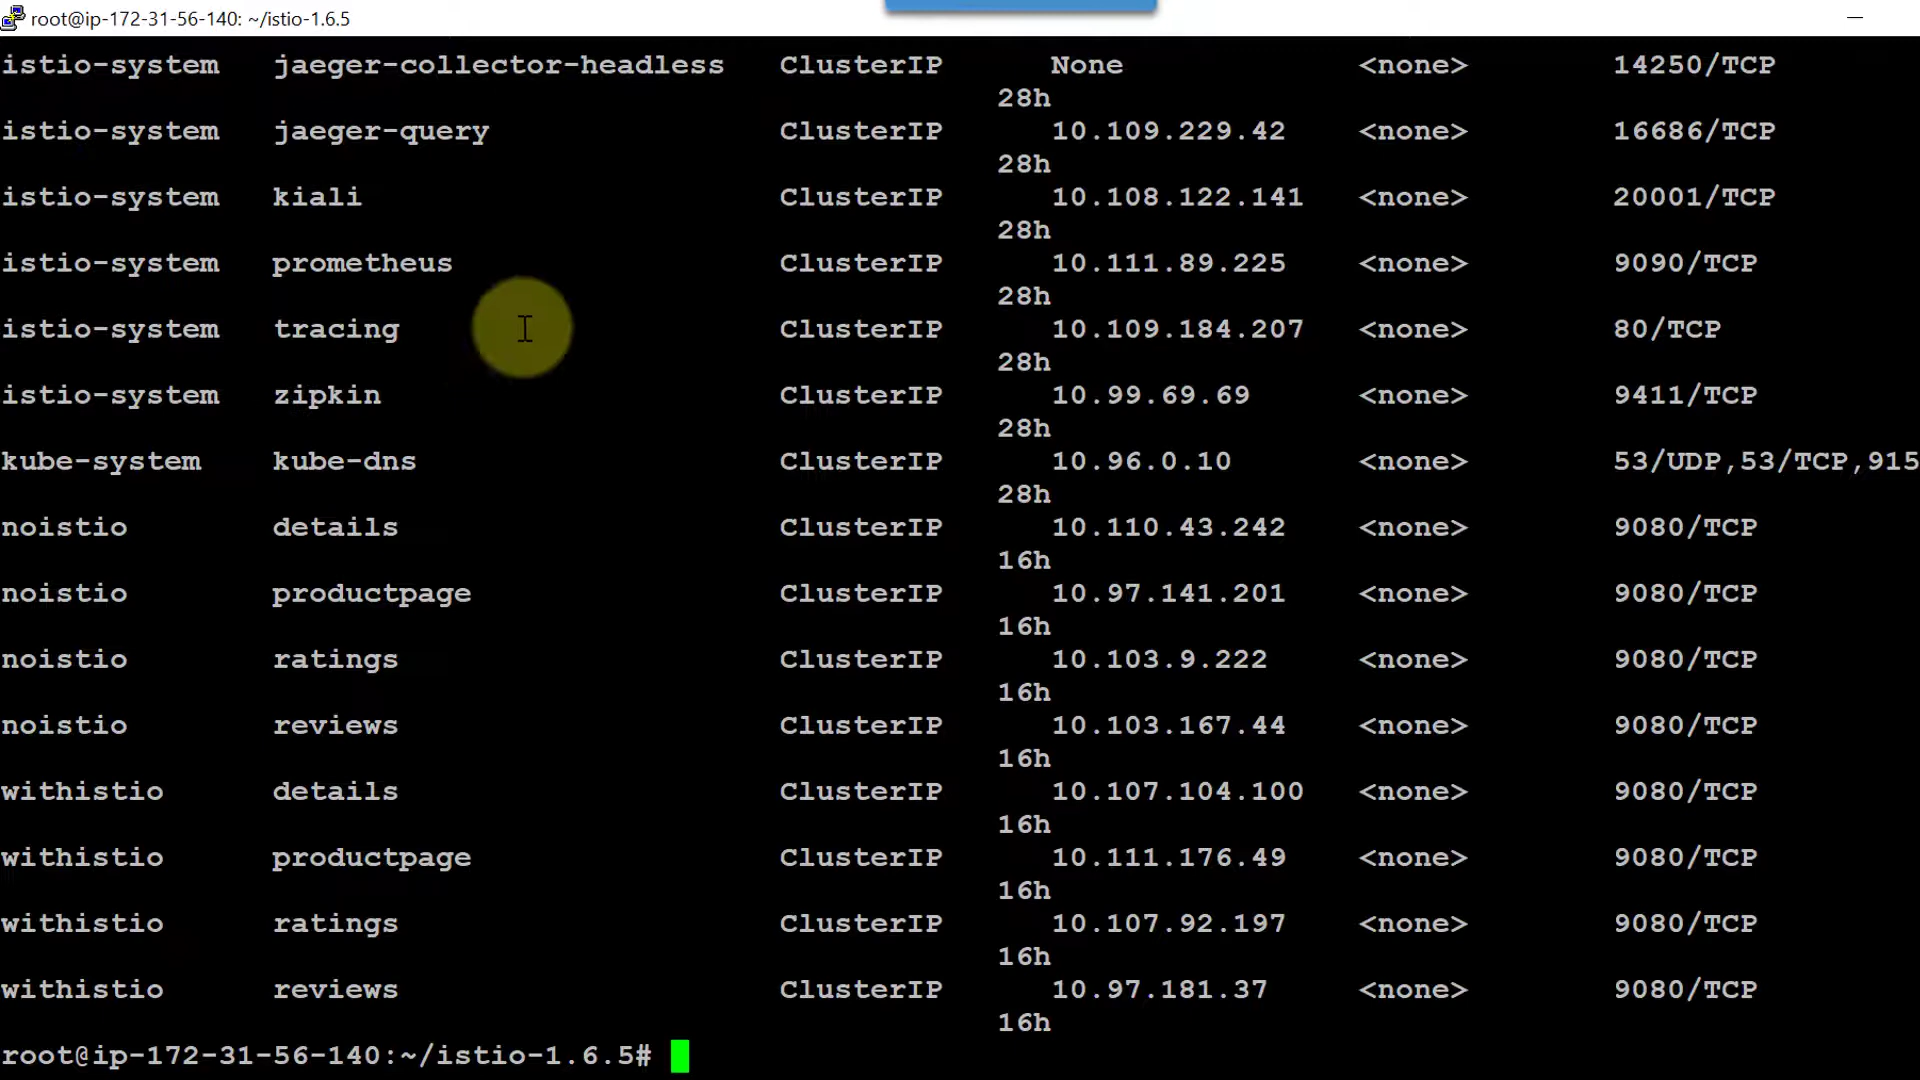 root@ip-172-31-56-140: ~/istio-1.6.5
istio-system jaeger-collector-headless ClusterIP None <none> 14250/TCP
28h
istio-system jaeger-query ClusterIP 10.109.229.42 <none> 16686/TCP
28h
istio-system kiali ClusterIP 10.108.122.141 <none> 20001/TCP
28h
istio-system prometheus ClusterIP 10.111.89.225 <none> 9090/TCP
28h
istio-system tracing ClusterIP 10.109.184.207 <none> 80/TCP
28h
istio-system zipkin ClusterIP 10.99.69.69 <none> 9411/TCP
28h
kube-system kube-dns ClusterIP 10.96.0.10 <none> 53/UDP,53/TCP,915
28h
noistio details ClusterIP 10.110.43.242 <none> 9080/TCP
16h
noistio productpage ClusterIP 10.97.141.201 <none> 9080/TCP
16h
noistio ratings ClusterIP 10.103.9.222 <none> 9080/TCP
16h
noistio reviews ClusterIP 10.103.167.44 <none> 9080/TCP
16h
withistio details ClusterIP 10.107.104.100 <none> 9080/TCP
16h
withistio productpage ClusterIP 10.111.176.49 <none> 9080/TCP
16h
withistio ratings ClusterIP 10.107.92.197 <none> 9080/TCP
16h
withistio reviews ClusterIP 10.97.181.37 <none> 9080/TCP
16h
root@ip-172-31-56-140:~/istio-1.6.5#